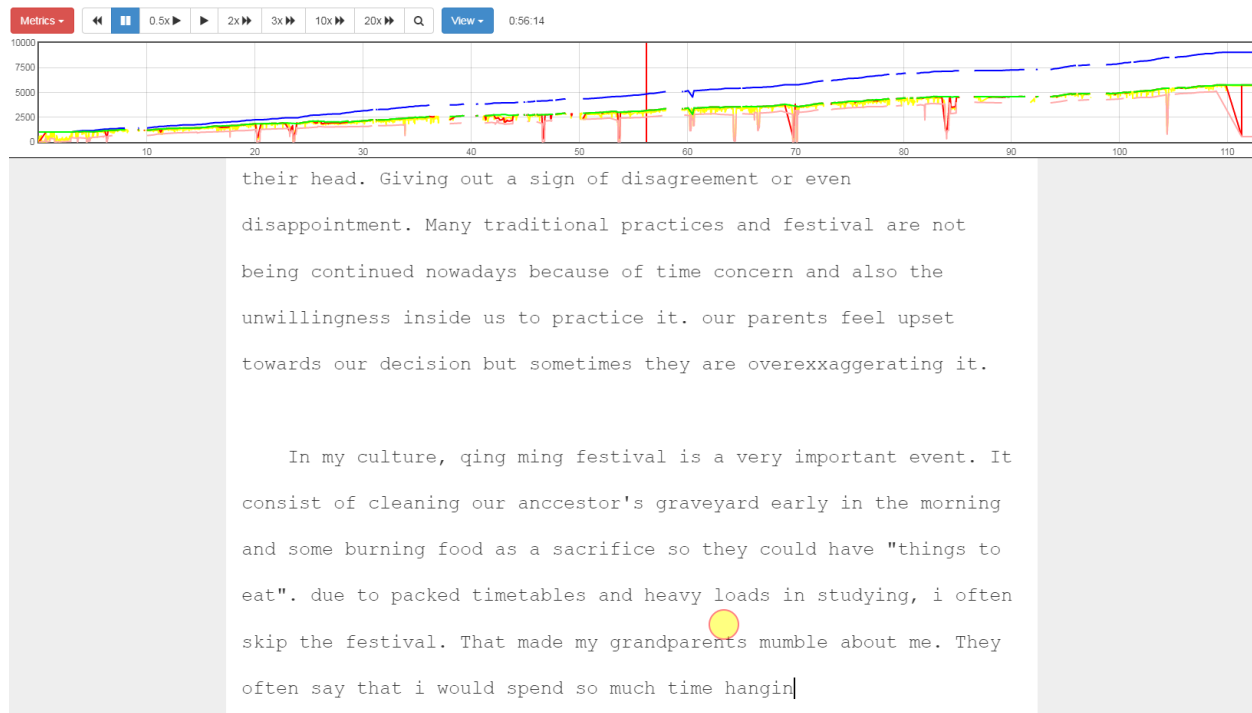 Metrics 0.5x 2x 3x 10x 20x View 0:56:14
10000
7500
5000
2500
0
10 20 30 40 50 60 70 80 90 100 110
their head. Giving out a sign of disagreement or even
disappointment. Many traditional practices and festival are not
being continued nowadays because of time concern and also the
unwillingness inside us to practice it. our parents feel upset
towards our decision but sometimes they are overexxaggerating it.
In my culture, qing ming festival is a very important event. It
consist of cleaning our anccestor's graveyard early in the morning
and some burning food as a sacrifice so they could have "things to
eat". due to packed timetables and heavy loads in studying, i often
skip the festival. That made my grandparents mumble about me. They
often say that i would spend so much time hangin